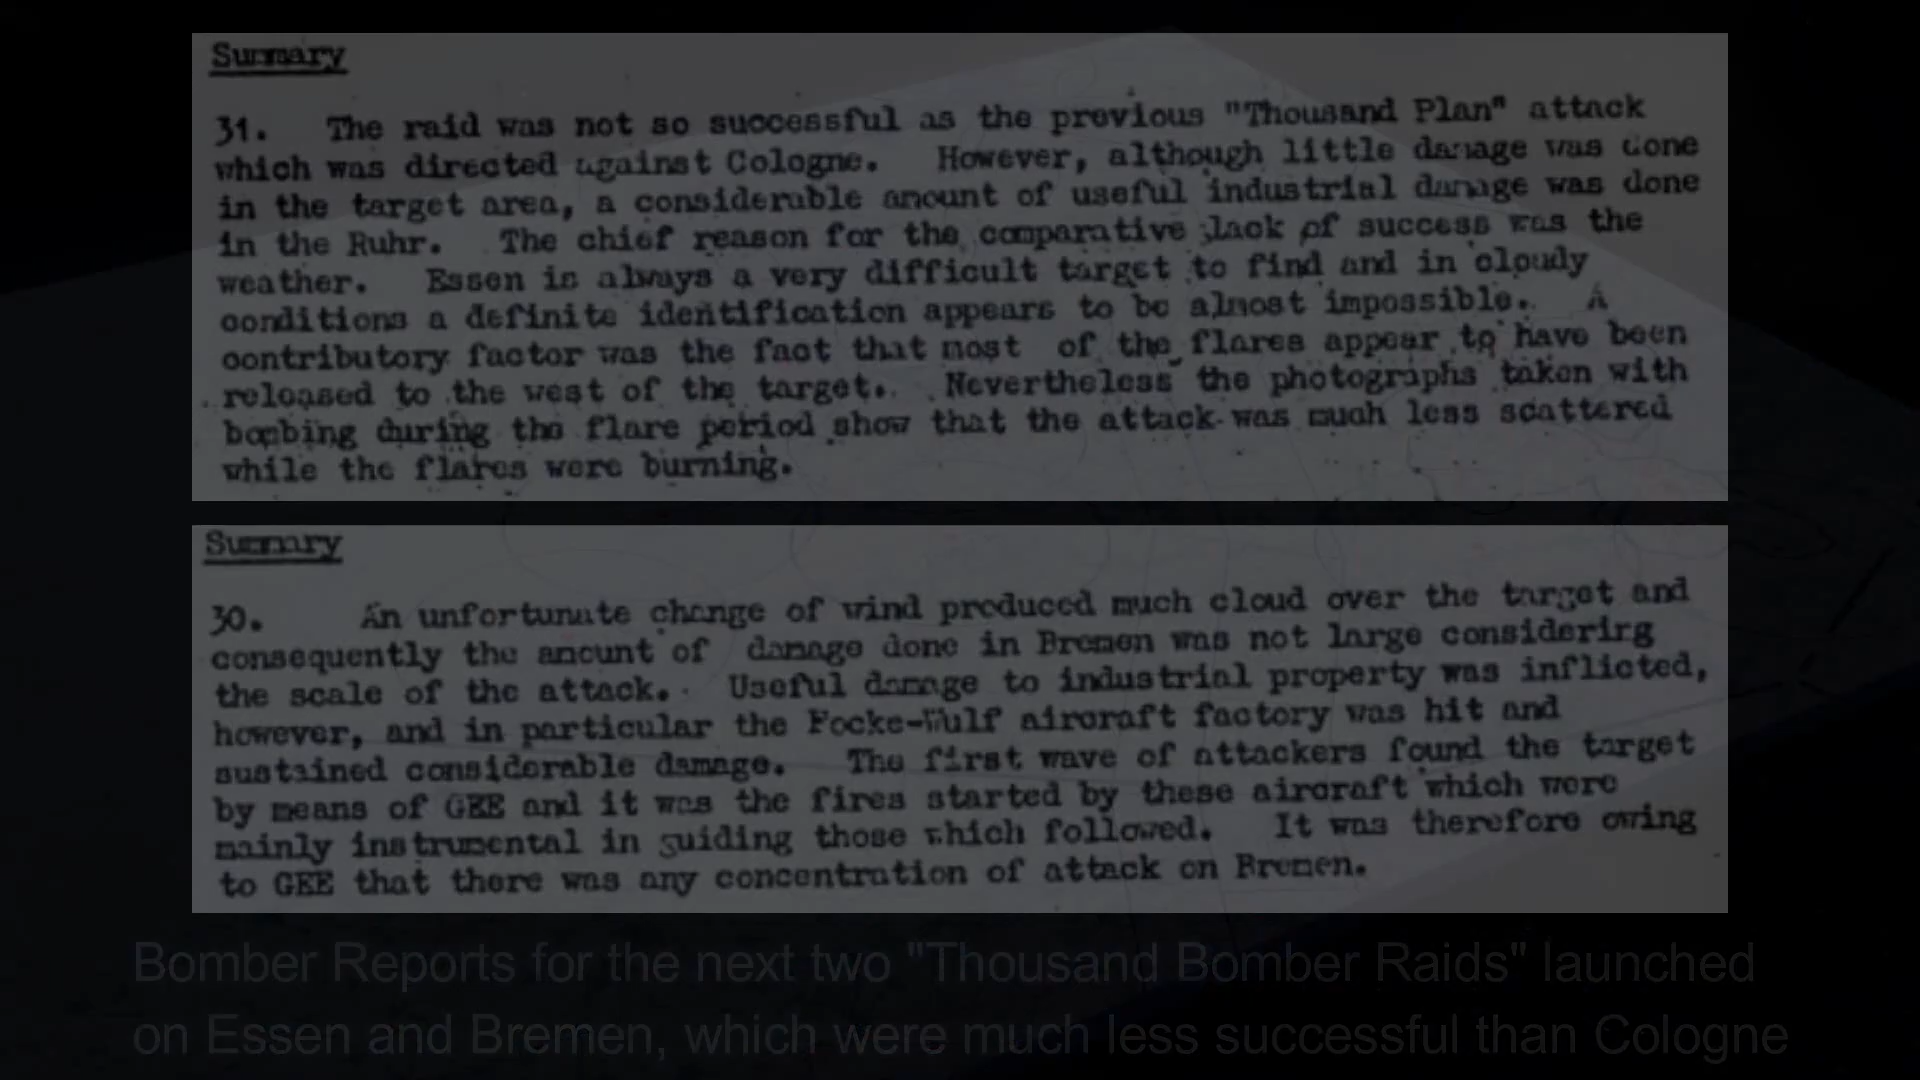 Summary
31. The raid was not so successful as the previous "Thousand Plan" attack
which was directed against Cologne. However, although little damage was done
in the target area, a considerable amount of useful industrial damage was done
in the Ruhr. The chief reason for the comparative lack of success was the
weather. Essen is always a very difficult target to find and in cloudy
conditions a definite identification appears to be almost impossible. A
contributory factor was the fact that most of the flares appear to have been
released to the west of the target. Nevertheless the photographs taken with
bombing during the flare period show that the attack was much less scattered
while the flares were burning.
Summary
30. An unfortunate change of wind produced much cloud over the target and
consequently the amount of damage done in Bremen was not large considering
the scale of the attack. Useful damage to industrial property was inflicted,
however, and in particular the Focke-Wulf aircraft factory was hit and
sustained considerable damage. The first wave of attackers found the target
by means of GEE and it was the fires started by these aircraft which were
mainly instrumental in guiding those which followed. It was therefore owing
to GEE that there was any concentration of attack on Bremen.
Bomber Reports for the next two "Thousand Bomber Raids" launched
on Essen and Bremen, which were much less successful than Cologne